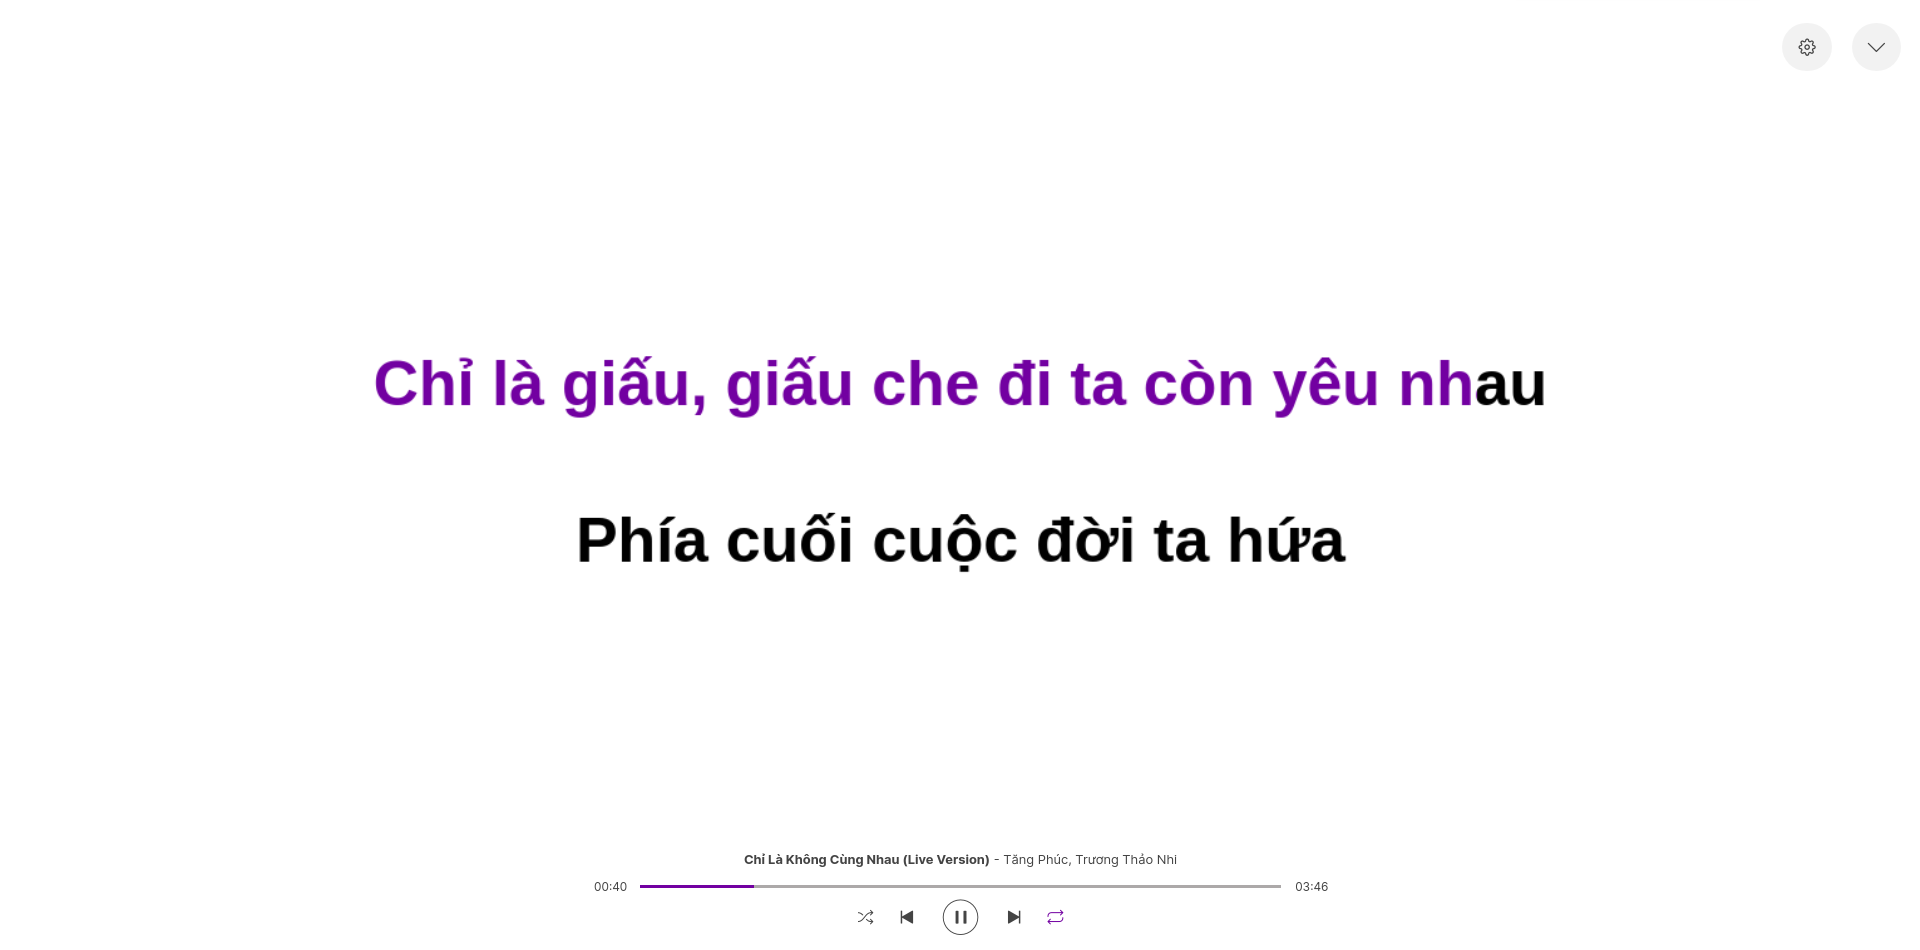 Chỉ là giấu, giấu che đi ta còn yêu nhau
Phía cuối cuộc đời ta hứa
Chỉ Là Không Cùng Nhau (Live Version) - Tăng Phúc, Trương Thảo Nhi
00:40 03:46